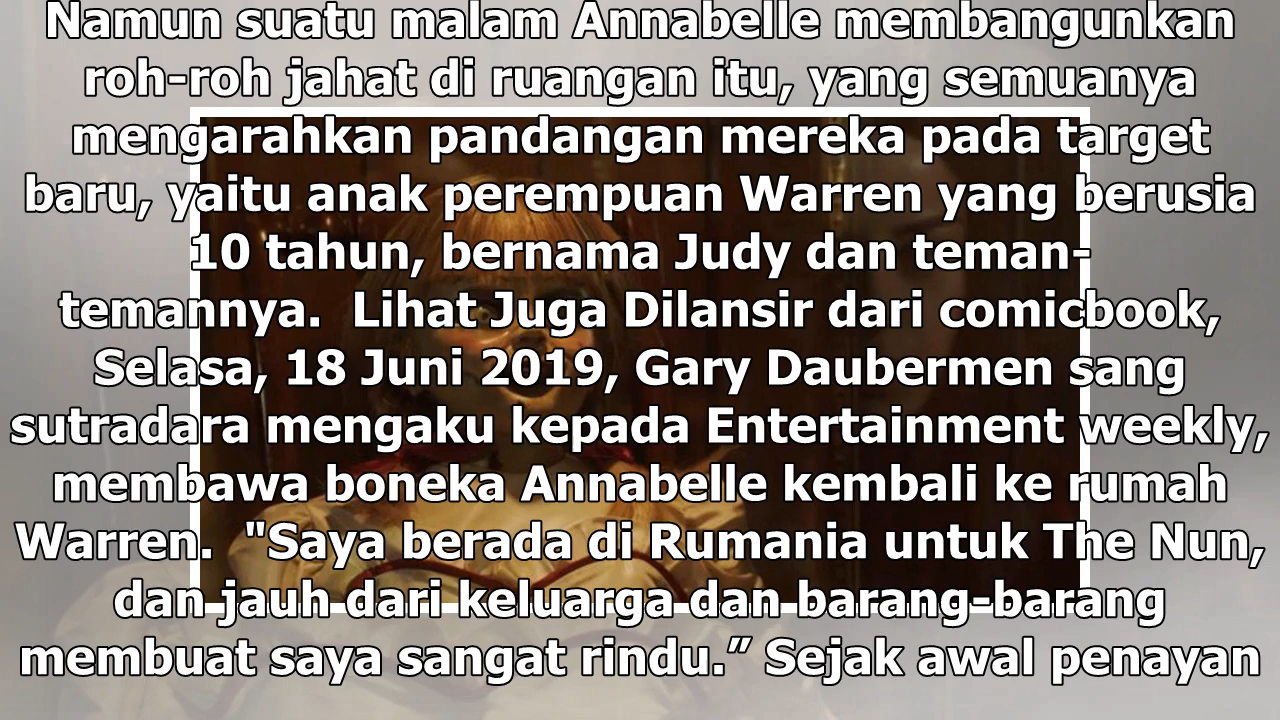 Namun suatu malam Annabelle membangunkan
roh-roh jahat di ruangan itu, yang semuanya
mengarahkan pandangan mereka pada target
baru, yaitu anak perempuan Warren yang berusia
10 tahun, bernama Judy dan teman-
temannya.  Lihat Juga Dilansir dari comicbook,
Selasa, 18 Juni 2019, Gary Daubermen sang
sutradara mengaku kepada Entertainment weekly,
membawa boneka Annabelle kembali ke rumah
Warren.  "Saya berada di Rumania untuk The Nun,
dan jauh dari keluarga dan barang-barang
membuat saya sangat rindu.” Sejak awal penayan